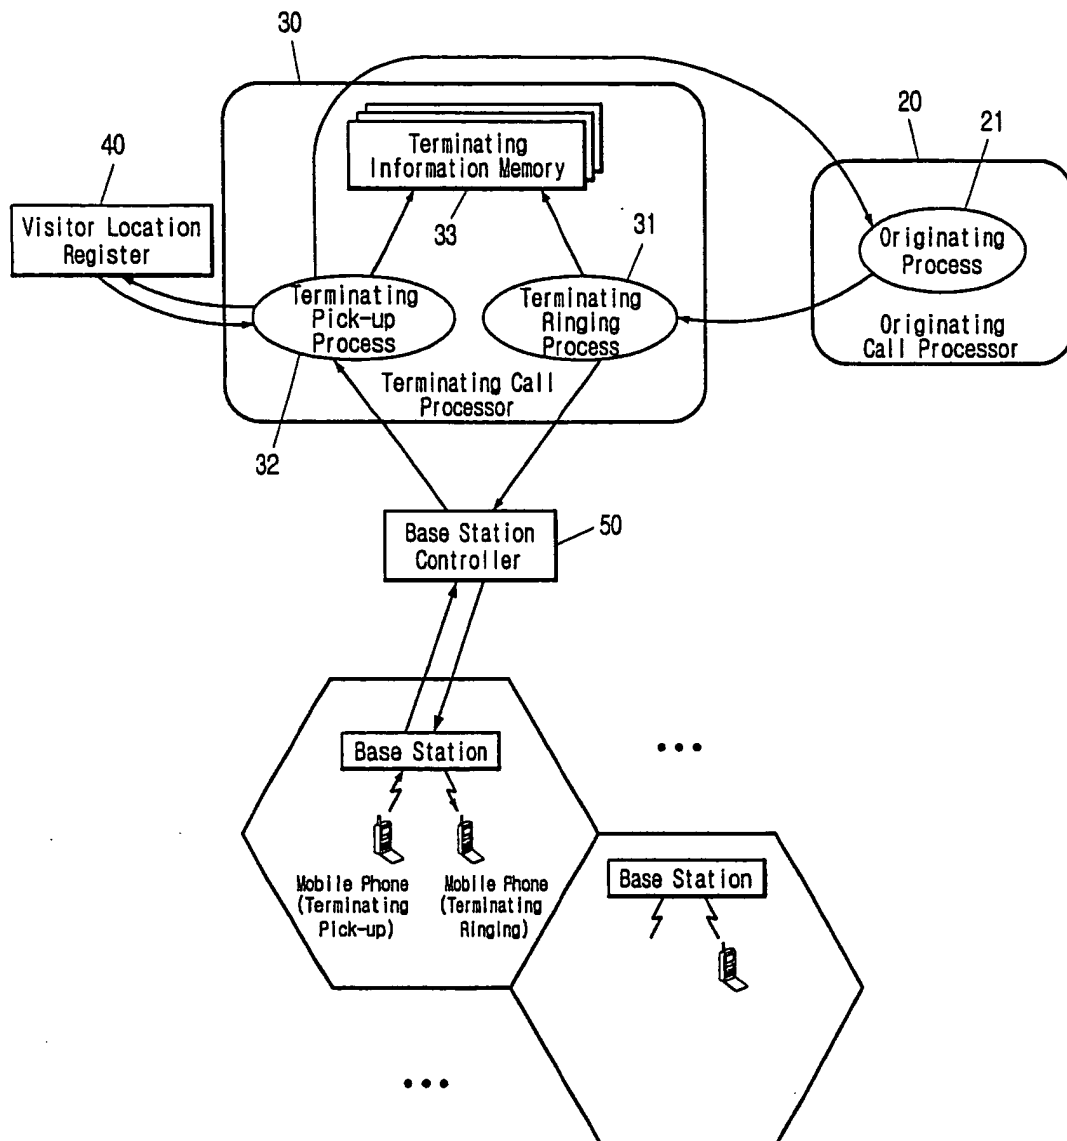 30
20
21
40
Terminating
Information Memory
33
31
Visitor Location
Register
Originating
Process
Terminating
Pick-up
Process
Terminating
Ringing
Process
Originating
Call Processor
Terminating Call
Processor
32
Base Station
Controller
50
Base Station
Mobile Phone
(Terminating
Pick-up)
Mobile Phone
(Terminating
Ringing)
Base Station